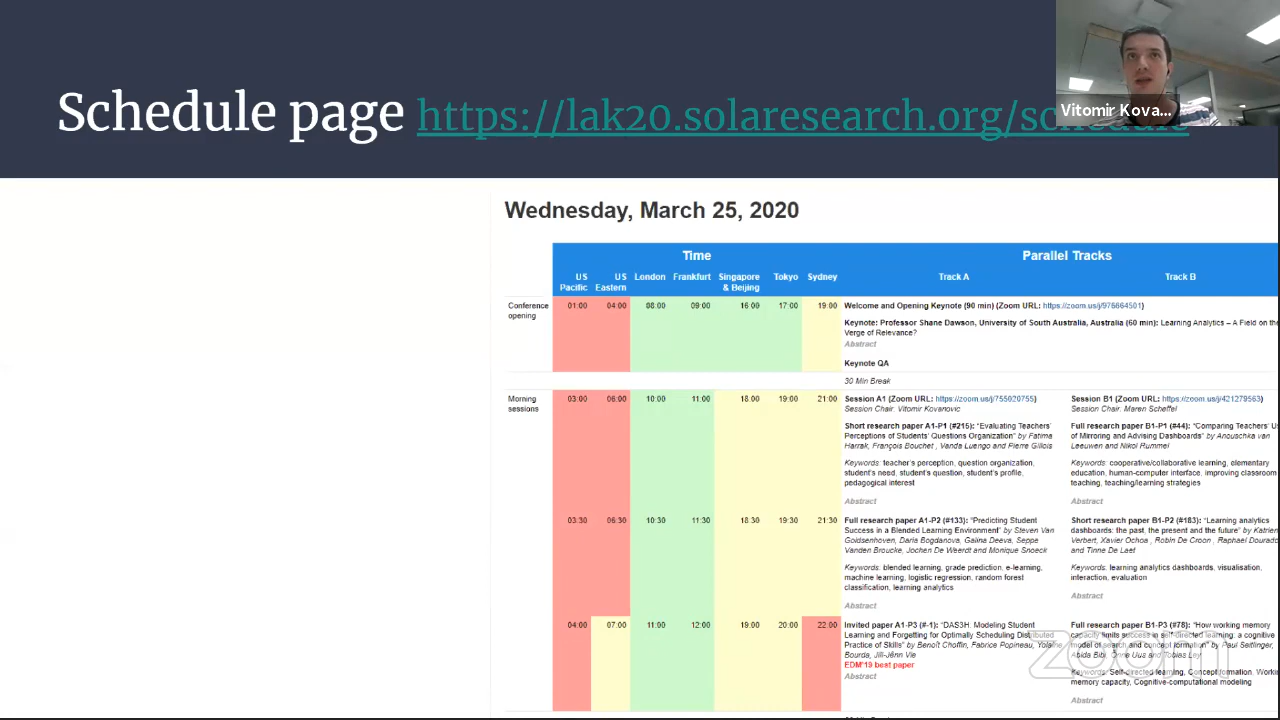 Schedule page https://lak20.solaresearch.org/schedule
Vitomir Kova...
Wednesday, March 25, 2020
Time
Parallel Tracks
US Pacific
US Eastern
London
Frankfurt
Singapore & Beijing
Tokyo
Sydney
Track A
Track B
Conference opening
01:00 04:00 08:00 09:00 16:00 17:00 19:00
Welcome and Opening Keynote (90 min) (Zoom URL: https://zoom.us/j/976664501)
Keynote: Professor Shane Dawson, University of South Australia, Australia (60 min): Learning Analytics – A Field on the
Verge of Relevance?
Abstract
Keynote QA
30 Min Break
Morning sessions
03:00 06:00 10:00 11:00 18:00 19:00 21:00
Session A1 (Zoom URL: https://zoom.us/j/755020755)
Session Chair: Vitomir Kovanovic
Short research paper A1-P1 (#215): "Evaluating Teachers'
Perceptions of Students' Questions Organization" by Fatima
Harrak, François Bouchet , Vanda Luengo and Pierre Gillois
Keywords: teacher's perception, question organization,
student's need, student's question, student's profile,
pedagogical interest
Abstract
Session B1 (Zoom URL: https://zoom.us/j/421279563)
Session Chair: Maren Scheffel
Full research paper B1-P1 (#44): "Comparing Teachers' U
of Mirroring and Advising Dashboards" by Anouschka van
Leeuwen and Nikol Rummel
Keywords: cooperative/collaborative learning, elementary
education, human-computer interface, improving classroom
teaching, teaching/learning strategies
Abstract
03:30 06:30 10:30 11:30 18:30 19:30 21:30
Full research paper A1-P2 (#133): "Predicting Student
Success in a Blended Learning Environment" by Steven Van
Goidsenhoven, Daria Bogdanova, Galina Deeva, Seppe
Vanden Broucke, Jochen De Weerdt and Monique Snoeck
Keywords: blended learning, grade prediction, e-learning,
machine learning, logistic regression, random forest
classification, learning analytics
Abstract
Short research paper B1-P2 (#183): "Learning analytics
dashboards: the past, the present and the future" by Katrien
Verbert, Xavier Ochoa , Robin De Croon , Raphael Dourado
and Tinne De Laet
Keywords: learning analytics dashboards, visualisation,
interaction, evaluation
Abstract
04:00 07:00 11:00 12:00 19:00 20:00 22:00
Invited paper A1-P3 (#-1): "DAS3H: Modeling Student
Learning and Forgetting for Optimally Scheduling Distributed
Practice of Skills" by Benoît Choffin, Fabrice Popineau, Yolaine
Bourda, Jill-Jênn Vie
EDM'19 best paper
Abstract
Full research paper B1-P3 (#78): "How working memory
capacity limits success in self-directed learning: a cognitive
model of search and concept formation" by Paul Seitlinger,
Abida Bibi, Õnne Uus and Tobias Ley
Keywords: Self-directed learning, Concept formation, Worki
memory capacity, Cognitive-computational modeling
Abstract
zoom